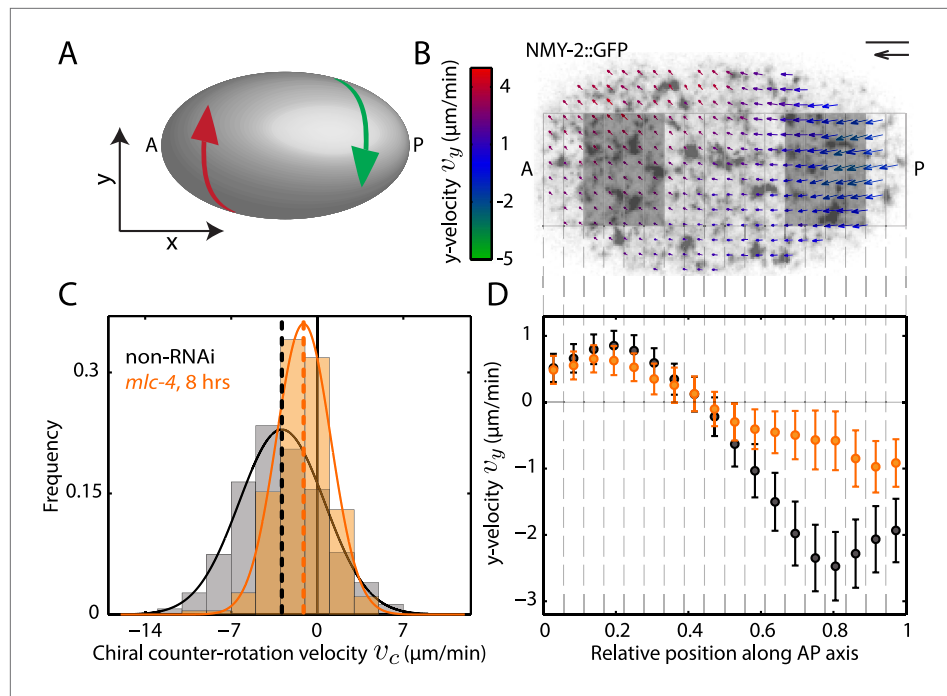 A
A
P
y
x
B
NMY-2::GFP
y-velocity v_y (μm/min)
4
1
-2
-5
A
P
C
non-RNAi
mlc-4, 8 hrs
Frequency
0.3
0.15
0
−14
−7
0
7
Chiral counter-rotation velocity v_c (μm/min)
D
y-velocity v_y (μm/min)
1
0
−1
−2
−3
0
0.2
0.4
0.6
0.8
1
Relative position along AP axis